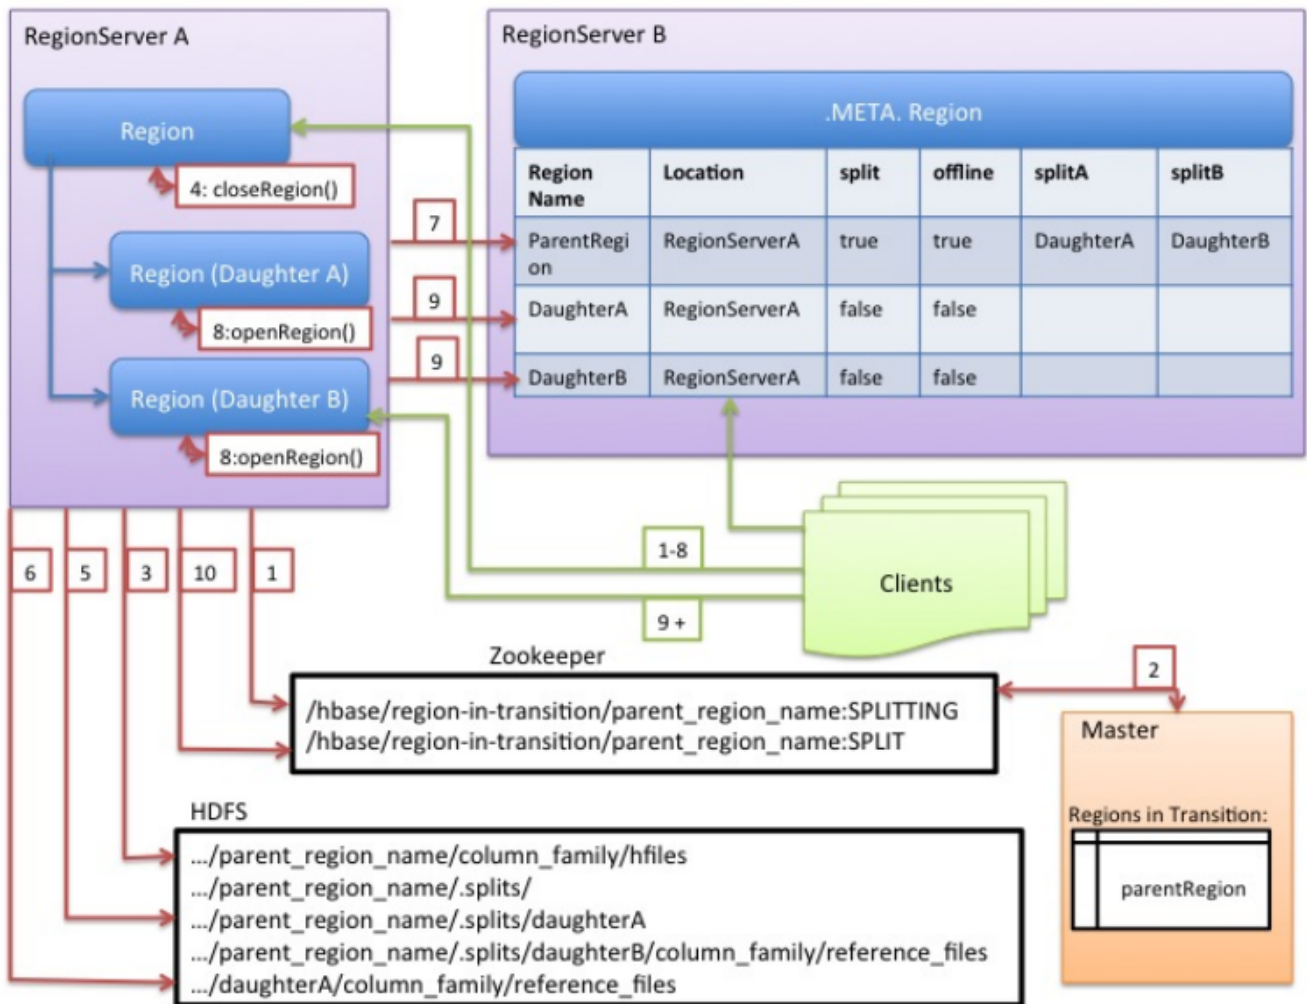 RegionServer A
Region
4: closeRegion()
Region (Daughter A)
8:openRegion()
Region (Daughter B)
8:openRegion()
7
9
9
RegionServer B
.META. Region
Region Name
Location
split
offline
splitA
splitB
ParentRegi
on
RegionServerA
true
true
DaughterA
DaughterB
DaughterA
RegionServerA
false
false
DaughterB
RegionServerA
false
false
6
5
3
10
1
1-8
9 +
Clients
Zookeeper
/hbase/region-in-transition/parent_region_name:SPLITTING
/hbase/region-in-transition/parent_region_name:SPLIT
2
Master
Regions in Transition:
parentRegion
HDFS
.../parent_region_name/column_family/hfiles
.../parent_region_name/.splits/
.../parent_region_name/.splits/daughterA
.../parent_region_name/.splits/daughterB/column_family/reference_files
.../daughterA/column_family/reference_files